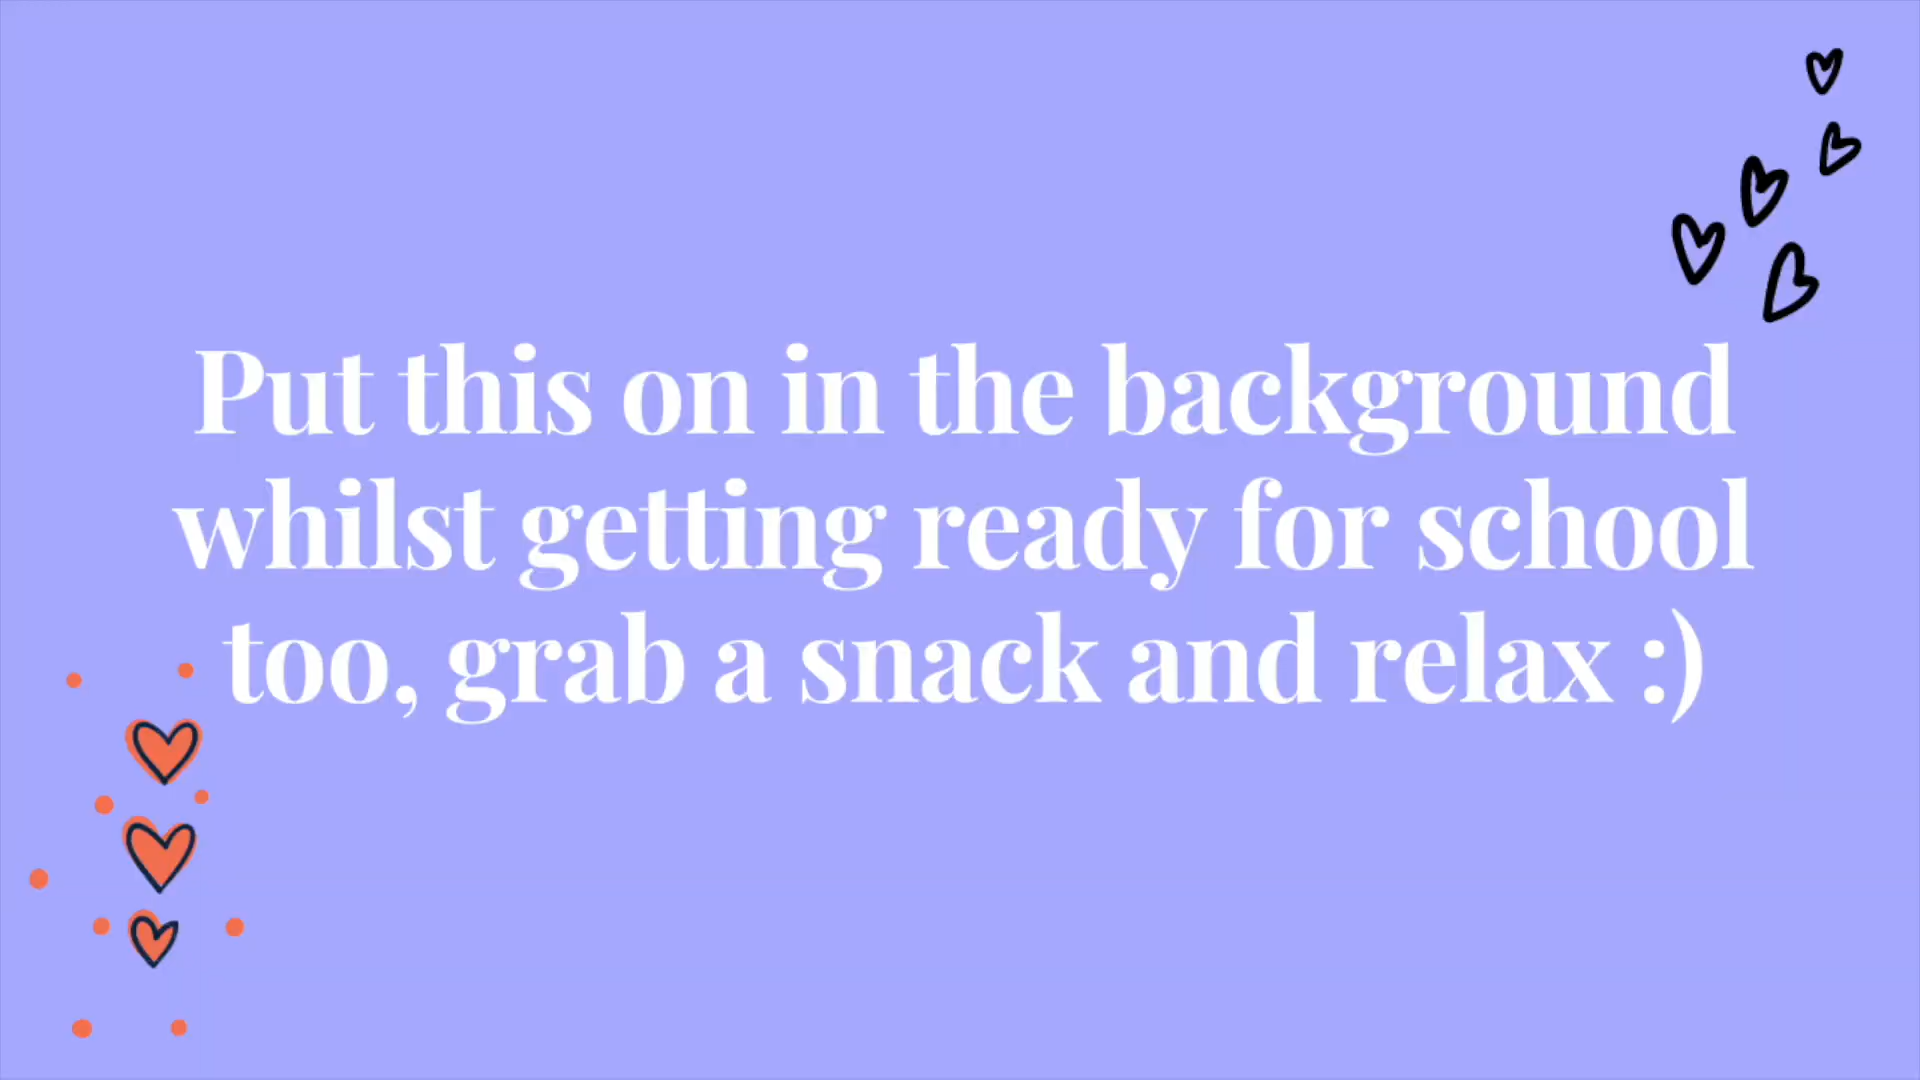 Put this on in the background
whilst getting ready for school
too, grab a snack and relax :)